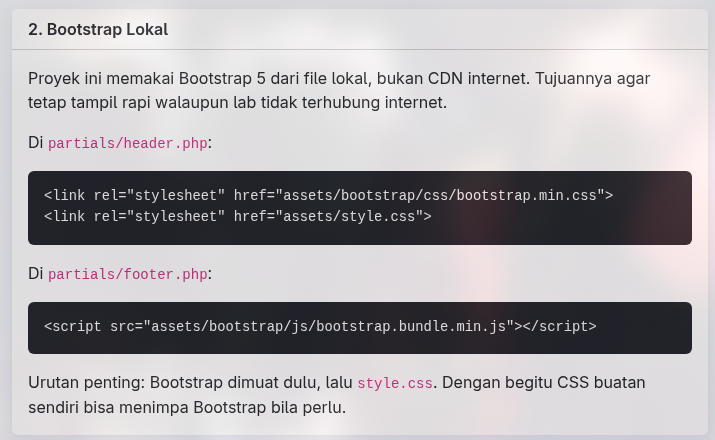 2. Bootstrap Lokal
Proyek ini memakai Bootstrap 5 dari file lokal, bukan CDN internet. Tujuannya agar
tetap tampil rapi walaupun lab tidak terhubung internet.
Di partials/header.php:
<link rel="stylesheet" href="assets/bootstrap/css/bootstrap.min.css">
<link rel="stylesheet" href="assets/style.css">
Di partials/footer.php:
<script src="assets/bootstrap/js/bootstrap.bundle.min.js"></script>
Urutan penting: Bootstrap dimuat dulu, lalu style.css. Dengan begitu CSS buatan
sendiri bisa menimpa Bootstrap bila perlu.